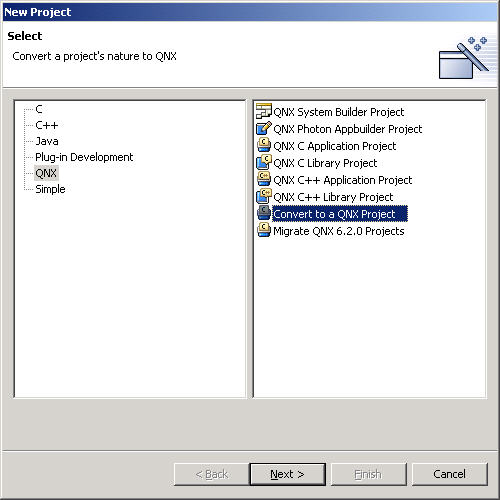 New Project
Select
Convert a project's nature to QNX
C
C++
Java
Plug-in Development
QNX
Simple
QNX System Builder Project
QNX Photon Appbuilder Project
QNX C Application Project
QNX C Library Project
QNX C++ Application Project
QNX C++ Library Project
Convert to a QNX Project
Migrate QNX 6.2.0 Projects
< Back
Next >
Finish
Cancel